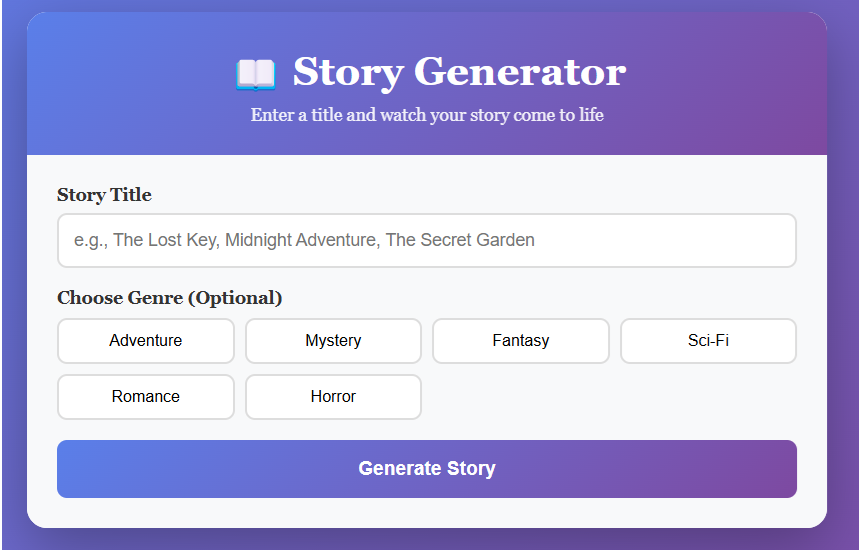 Story Generator
Enter a title and watch your story come to life
Story Title
e.g., The Lost Key, Midnight Adventure, The Secret Garden
Choose Genre (Optional)
Adventure Mystery Fantasy Sci-Fi
Romance Horror
Generate Story